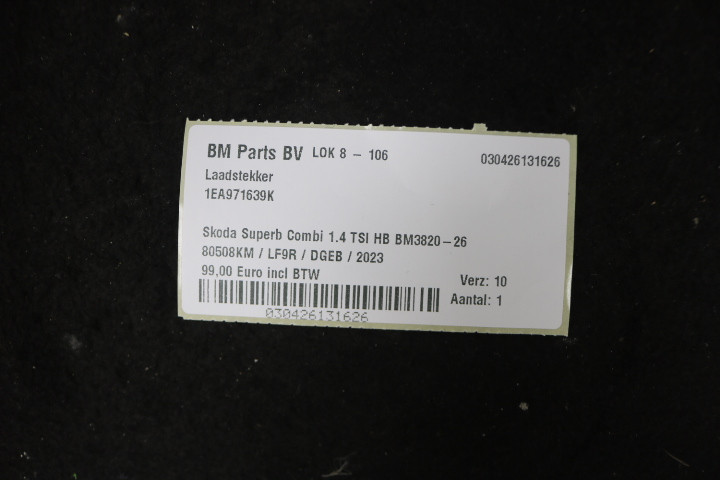 BM Parts BV LOK 8 - 106 030426131626
Laadstekker
1EA971639K
Skoda Superb Combi 1.4 TSI HB BM3820-26
80508KM / LF9R / DGEB / 2023
99,00 Euro incl BTW
Verz: 10
Aantal: 1
030426131626